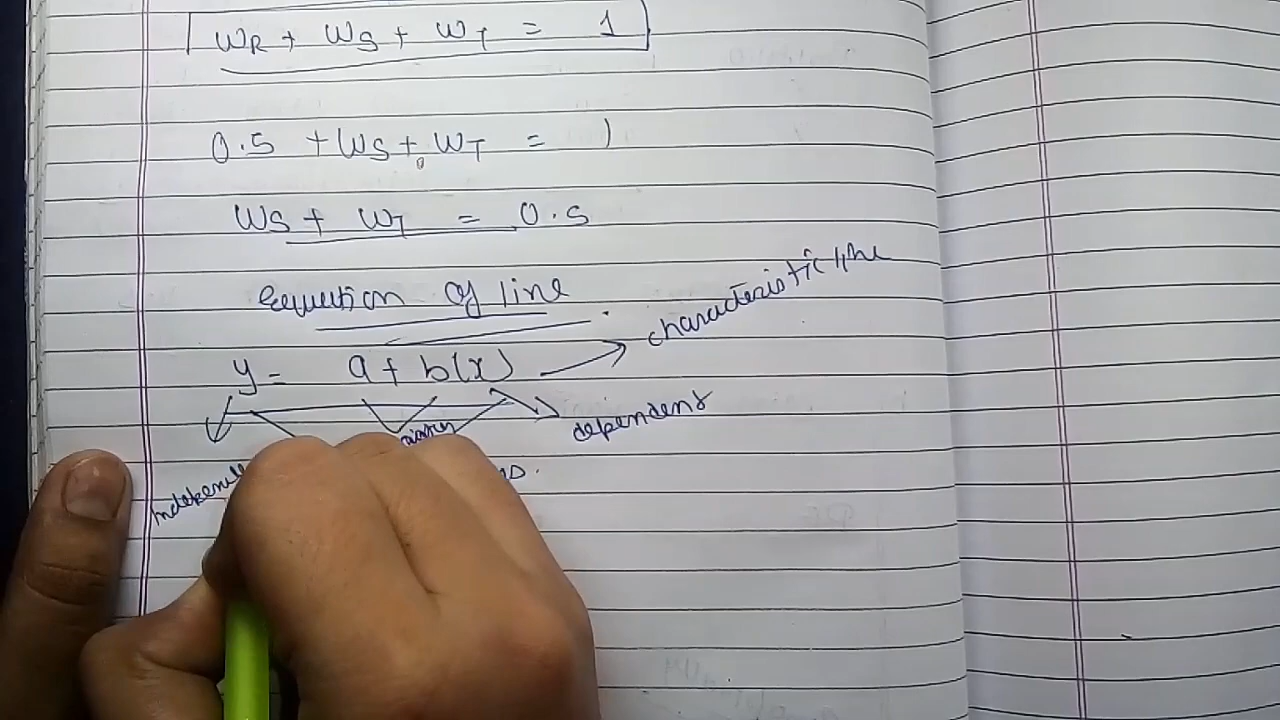 WR + WS + WT = 1
0.5 + WS + WT = 1
WS + WT = 0.5
Equation Of line
characteristic line
y = a + b(x)
dependent